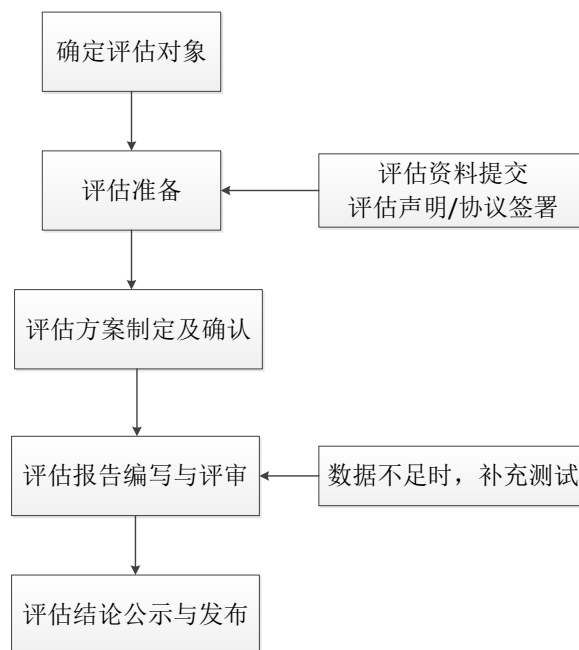 确定评估对象
评估准备
评估资料提交
评估声明/协议签署
评估方案制定及确认
评估报告编写与评审
数据不足时，补充测试
评估结论公示与发布